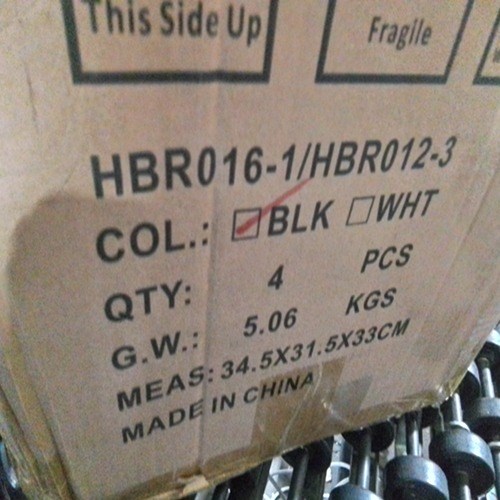 This Side Up
Fragile
HBR016-1/HBR012-3
COL.: ☑BLK ☐WHT
QTY: 4 PCS
G.W.: 5.06 KGS
MEAS: 34.5X31.5X33CM
MADE IN CHINA